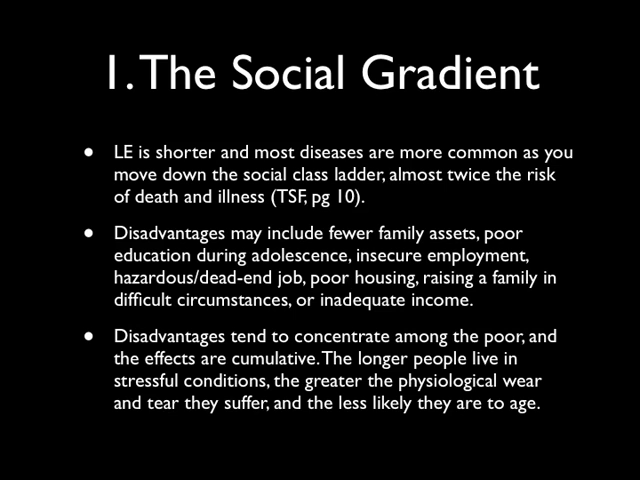 1. The Social Gradient
• LE is shorter and most diseases are more common as you
move down the social class ladder, almost twice the risk
of death and illness (TSF, pg 10).
• Disadvantages may include fewer family assets, poor
education during adolescence, insecure employment,
hazardous/dead-end job, poor housing, raising a family in
difficult circumstances, or inadequate income.
• Disadvantages tend to concentrate among the poor, and
the effects are cumulative. The longer people live in
stressful conditions, the greater the physiological wear
and tear they suffer, and the less likely they are to age.